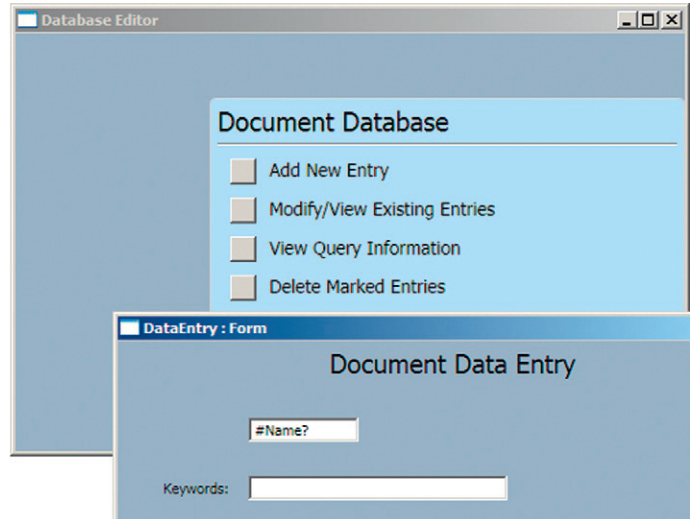 Database Editor
Document Database
Add New Entry
Modify/View Existing Entries
View Query Information
Delete Marked Entries
DataEntry : Form
Document Data Entry
#Name?
Keywords: